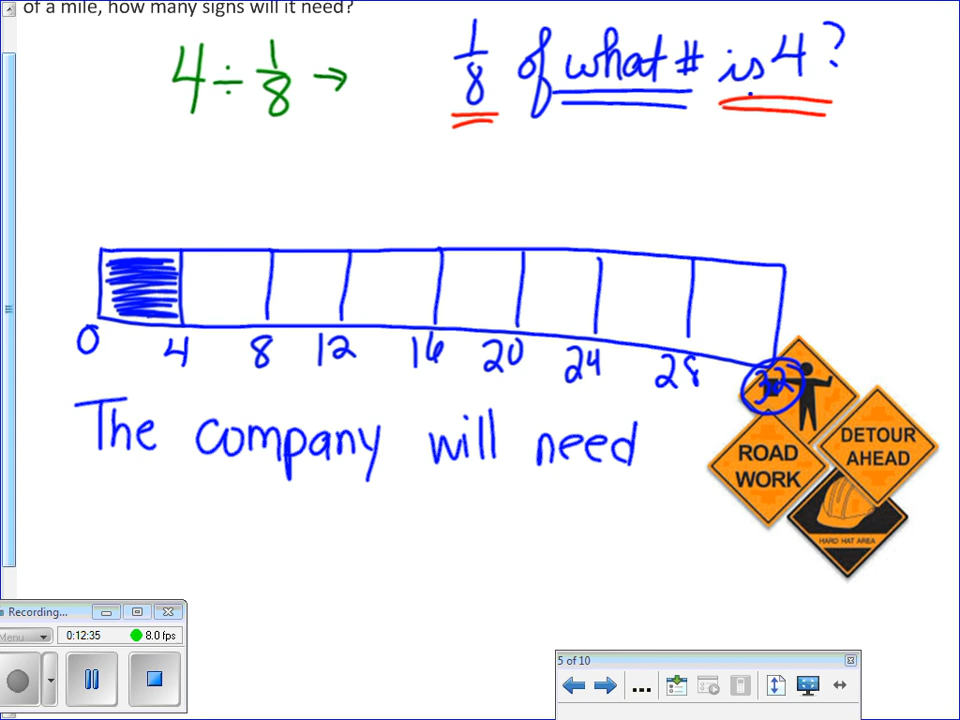 of a mile, how many signs will it need?
4 ÷ 1/8 → 1/8 of what # is 4?
0 4 8 12 16 20 24 28 32
The company will need
ROAD WORK
DETOUR AHEAD
HARD HAT AREA
Recording...
Menu
0:12:35 8.0 fps
5 of 10
...